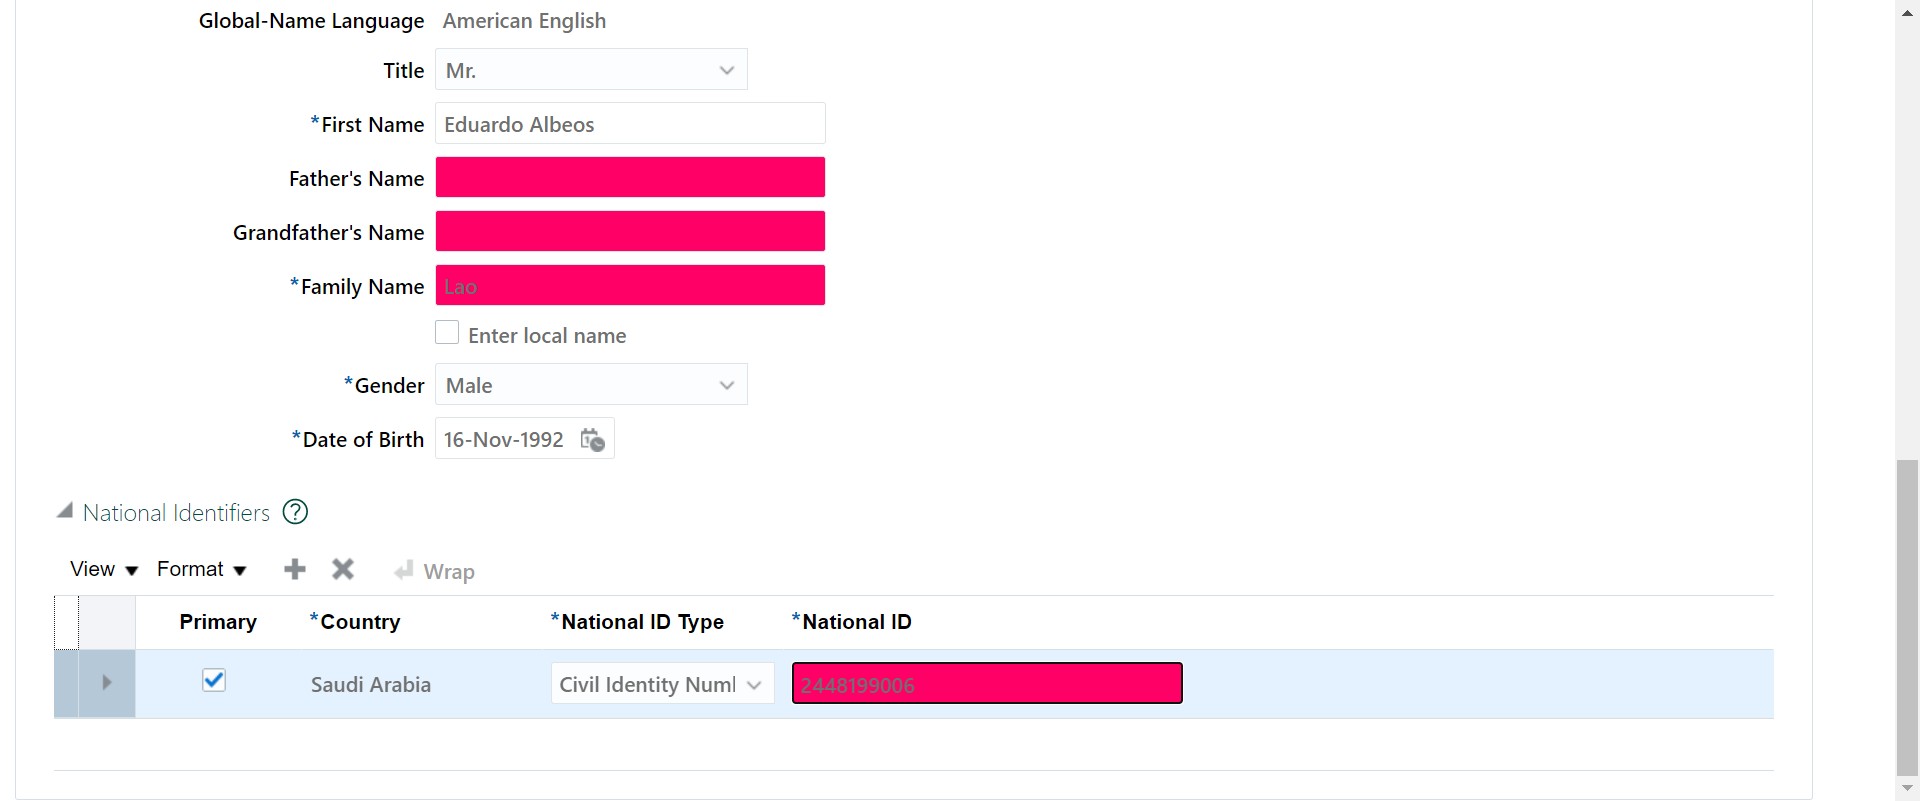 Global-Name Language American English
Title Mr.
*First Name Eduardo Albeos
Father's Name
Grandfather's Name
*Family Name Lao
Enter local name
*Gender Male
*Date of Birth 16-Nov-1992
National Identifiers ?
View Format Wrap
Primary *Country *National ID Type *National ID
Saudi Arabia Civil Identity Numl 2448199006